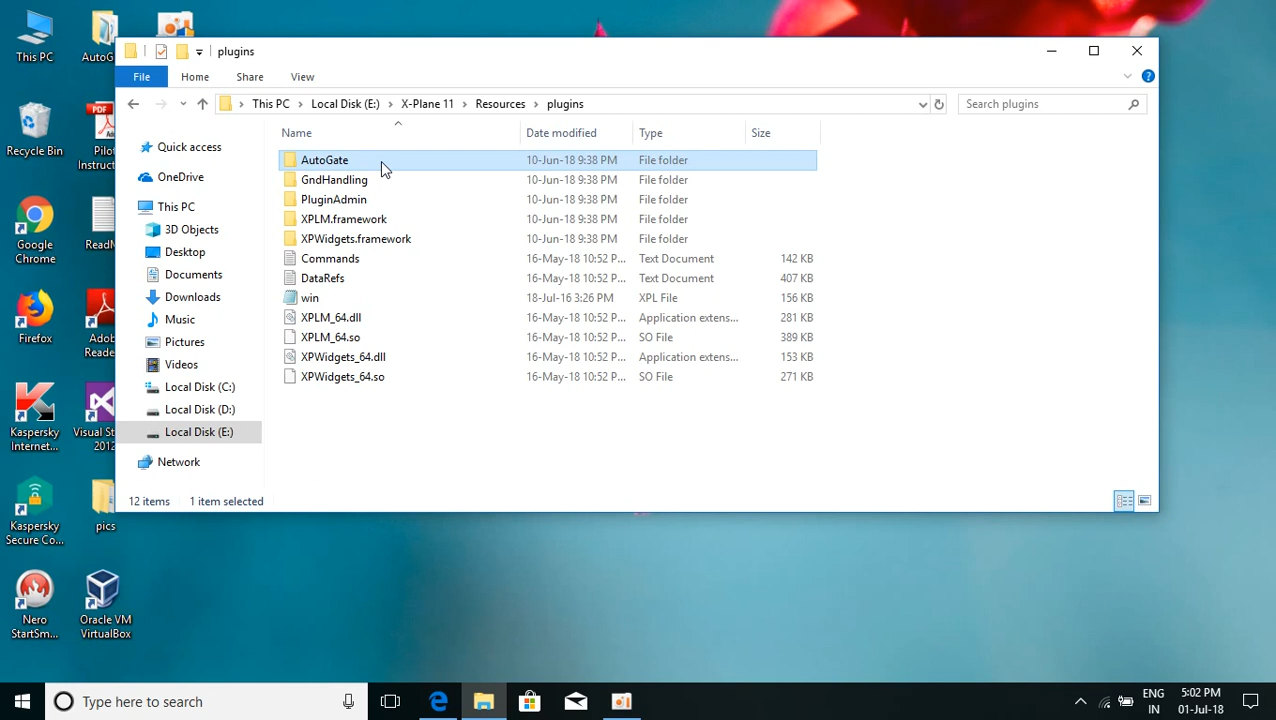 This PC
AutoG
Recycle Bin
Pilot
Instruct...
Google
Chrome
ReadM
Firefox
Adob
Reade
Kaspersky
Internet...
Visual St
2012
Kaspersky
Secure Co...
pics
Nero
StartSm...
Oracle VM
VirtualBox
plugins
File Home Share View
This PC > Local Disk (E:) > X-Plane 11 > Resources > plugins
Search plugins
Quick access
OneDrive
This PC
3D Objects
Desktop
Documents
Downloads
Music
Pictures
Videos
Local Disk (C:)
Local Disk (D:)
Local Disk (E:)
Network
Name Date modified Type Size
AutoGate 10-Jun-18 9:38 PM File folder
GndHandling 10-Jun-18 9:38 PM File folder
PluginAdmin 10-Jun-18 9:38 PM File folder
XPLM.framework 10-Jun-18 9:38 PM File folder
XPWidgets.framework 10-Jun-18 9:38 PM File folder
Commands 16-May-18 10:52 P... Text Document 142 KB
DataRefs 16-May-18 10:52 P... Text Document 407 KB
win 18-Jul-16 3:26 PM XPL File 156 KB
XPLM_64.dll 16-May-18 10:52 P... Application extens... 281 KB
XPLM_64.so 16-May-18 10:52 P... SO File 389 KB
XPWidgets_64.dll 16-May-18 10:52 P... Application extens... 153 KB
XPWidgets_64.so 16-May-18 10:52 P... SO File 271 KB
12 items 1 item selected
Type here to search
ENG
IN
5:02 PM
01-Jul-18